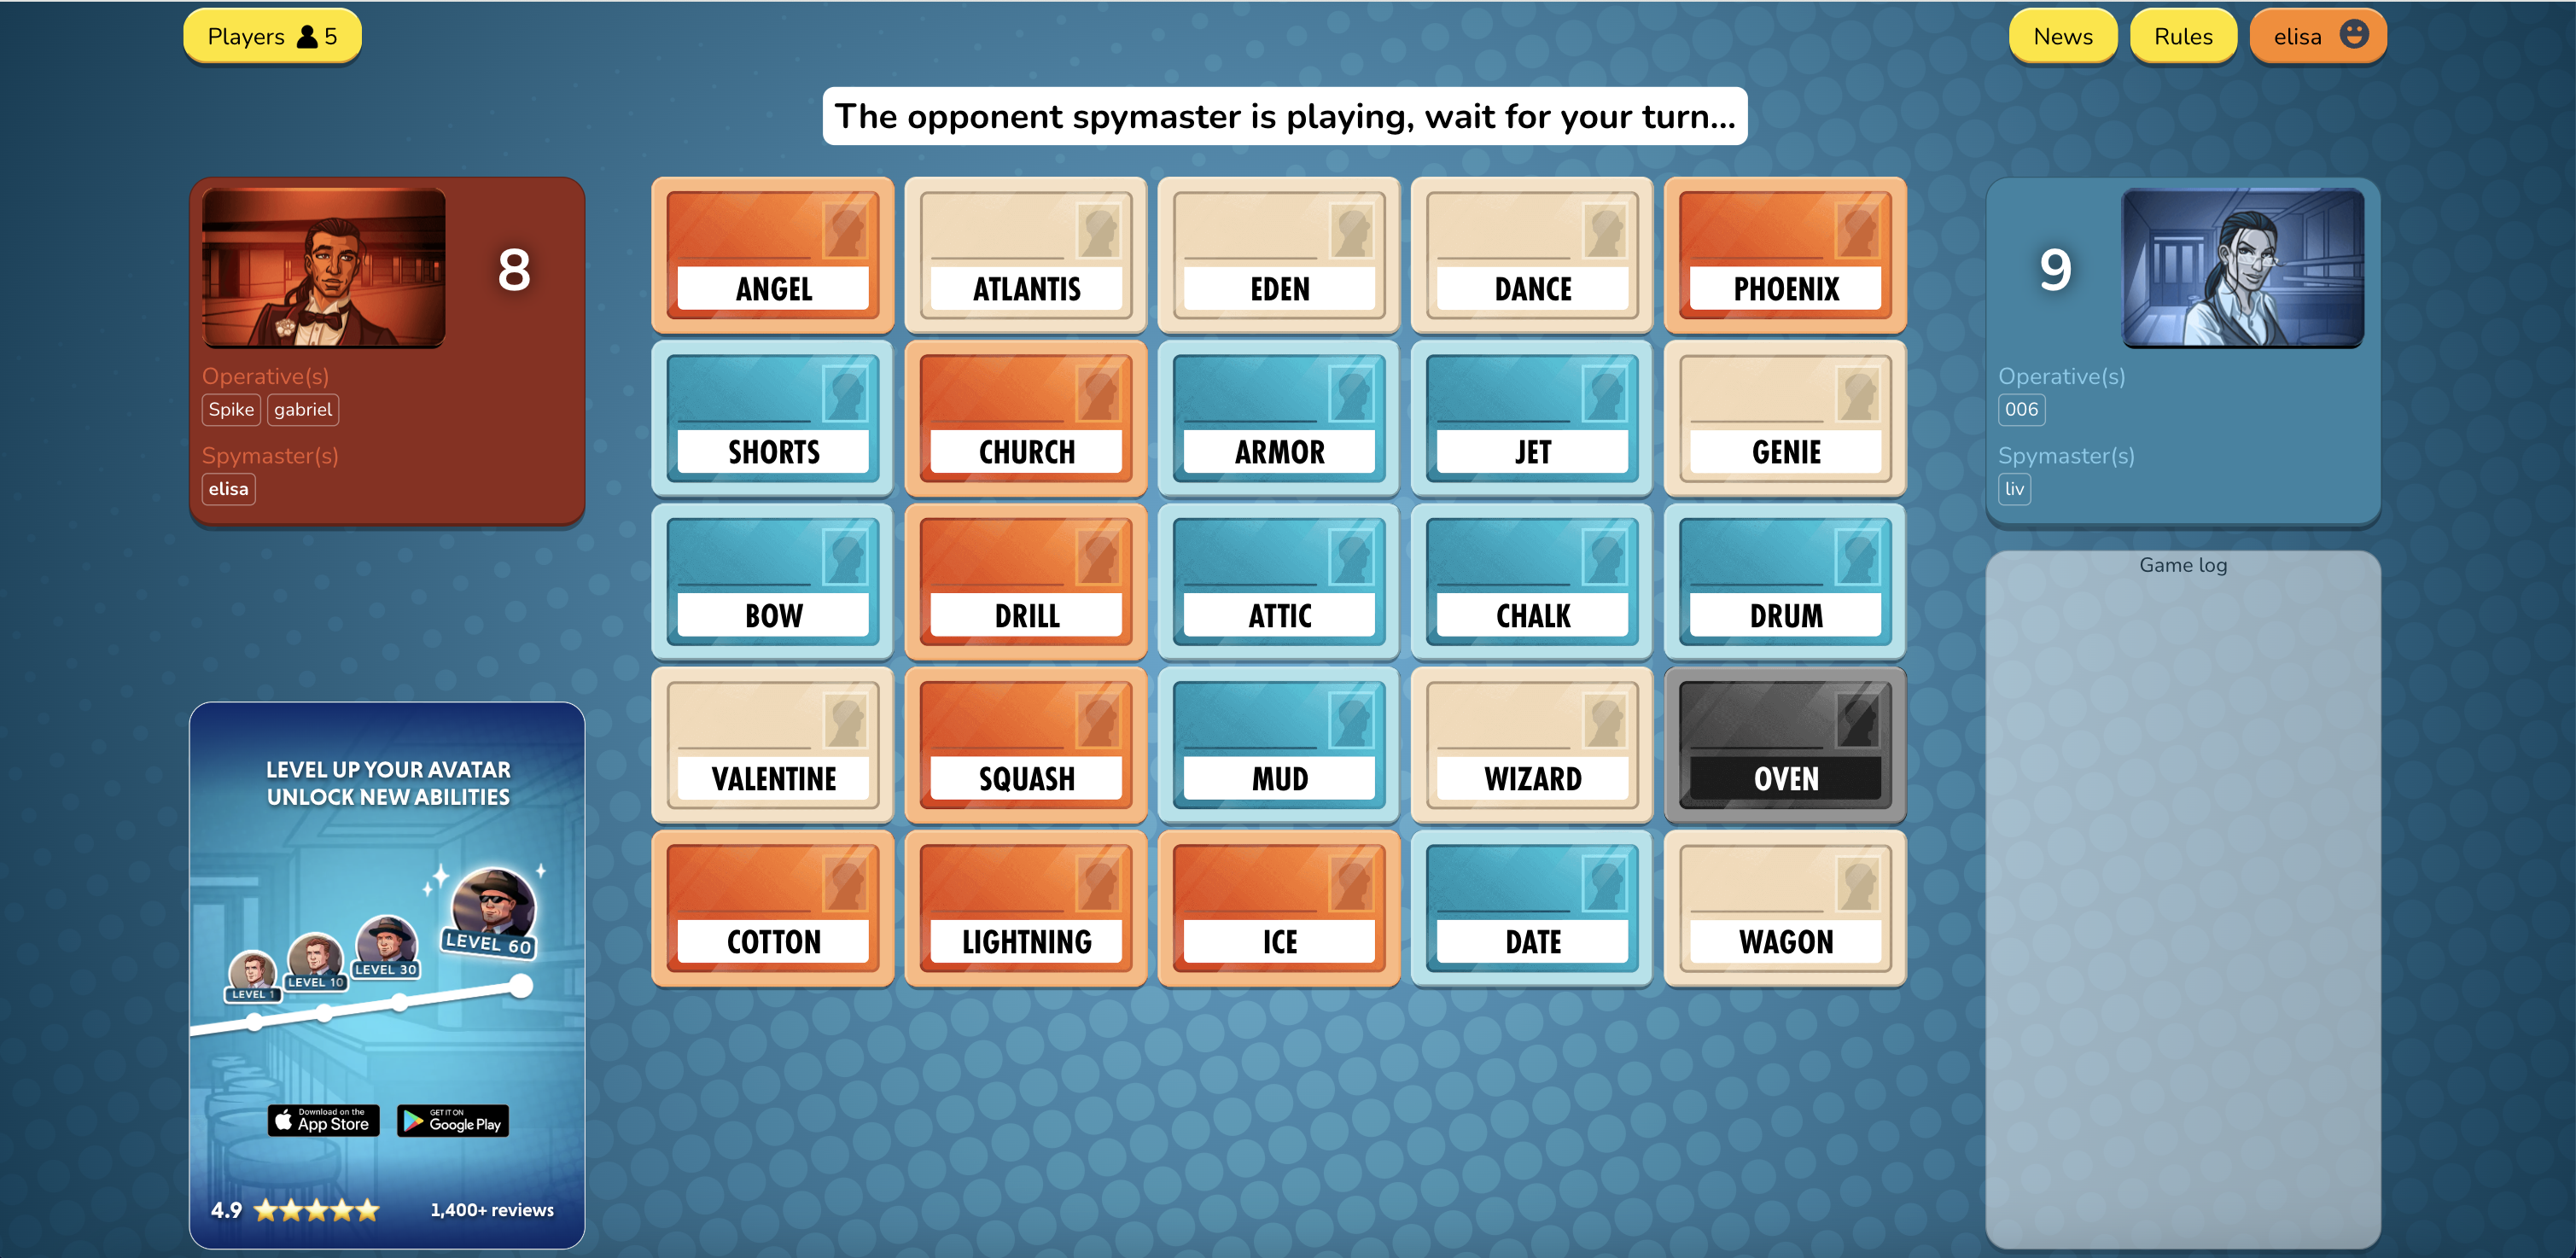 Players 5
News
Rules
elisa
The opponent spymaster is playing, wait for your turn...
8
Operative(s)
Spike gabriel
Spymaster(s)
elisa
ANGEL
ATLANTIS
EDEN
DANCE
PHOENIX
SHORTS
CHURCH
ARMOR
JET
GENIE
BOW
DRILL
ATTIC
CHALK
DRUM
VALENTINE
SQUASH
MUD
WIZARD
OVEN
COTTON
LIGHTNING
ICE
DATE
WAGON
9
Operative(s)
006
Spymaster(s)
liv
Game log
LEVEL UP YOUR AVATAR
UNLOCK NEW ABILITIES
LEVEL 1
LEVEL 10
LEVEL 30
LEVEL 60
Download on the
App Store
GET IT ON
Google Play
4.9
1,400+ reviews